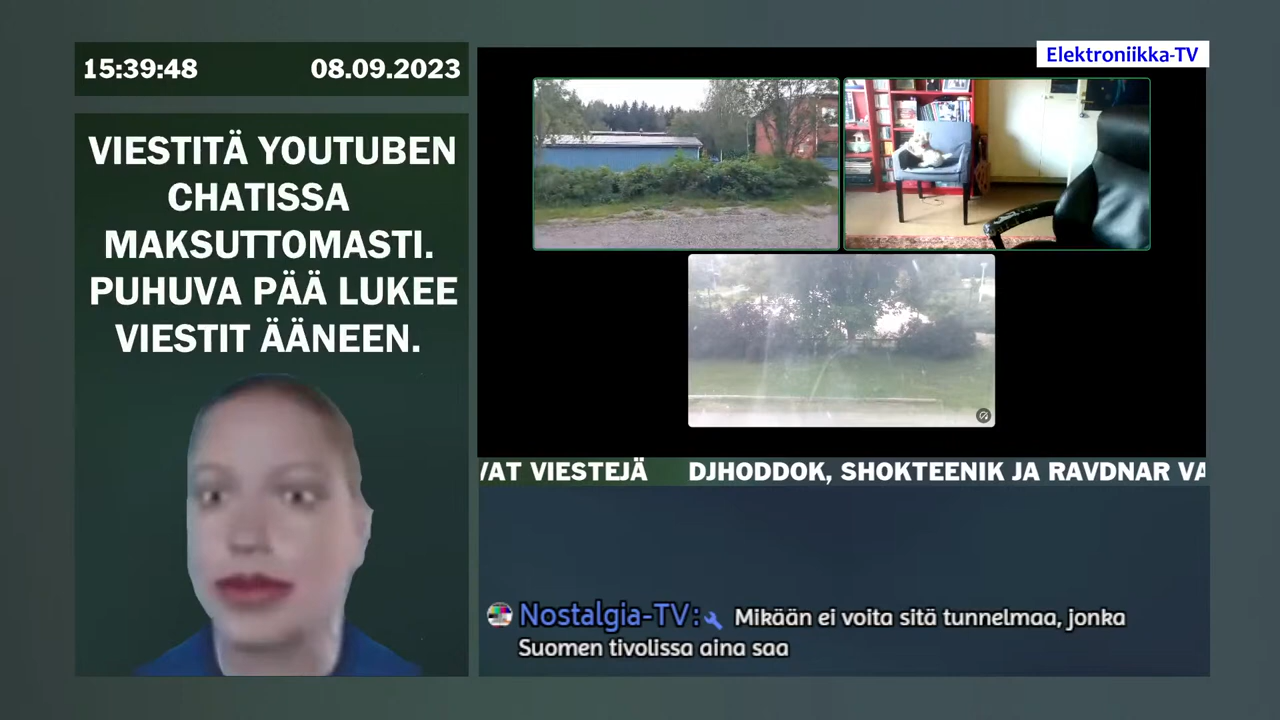 15:39:48 08.09.2023
Elektroniikka-TV
VIESTITÄ YOUTUBEN
CHATISSA
MAKSUTTOMASTI.
PUHUVA PÄÄ LUKEE
VIESTIT ÄÄNEEN.
VAT VIESTEJÄ DJHODDOK, SHOKTEENIK JA RAVDNAR VA
Nostalgia-TV: Mikään ei voita sitä tunnelmaa, jonka
Suomen tivolissa aina saa